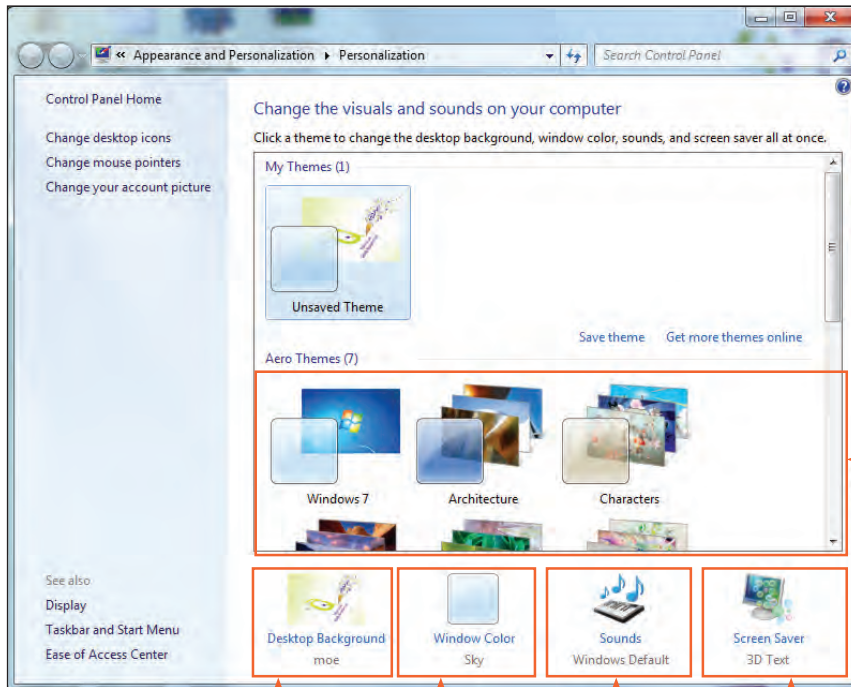 « Appearance and Personalization ▸ Personalization
Search Control Panel
Control Panel Home
Change desktop icons
Change mouse pointers
Change your account picture
Change the visuals and sounds on your computer
Click a theme to change the desktop background, window color, sounds, and screen saver all at once.
My Themes (1)
Unsaved Theme
Save theme Get more themes online
Aero Themes (7)
Windows 7 Architecture Characters
See also
Display
Taskbar and Start Menu
Ease of Access Center
Desktop Background
moe
Window Color
Sky
Sounds
Windows Default
Screen Saver
3D Text